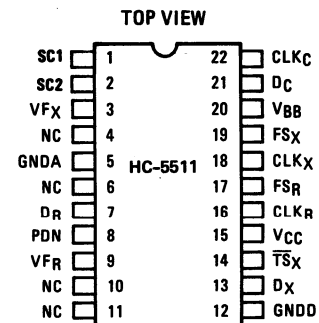 TOP VIEW
SC1 1 22 CLKC
SC2 2 21 DC
VFX 3 20 VBB
NC 4 19 FSX
GNDA 5 HC-5511 18 CLKX
NC 6 17 FSR
DR 7 16 CLKR
PDN 8 15 VCC
VFR 9 14 T̅S̅X
NC 10 13 DX
NC 11 12 GNDD